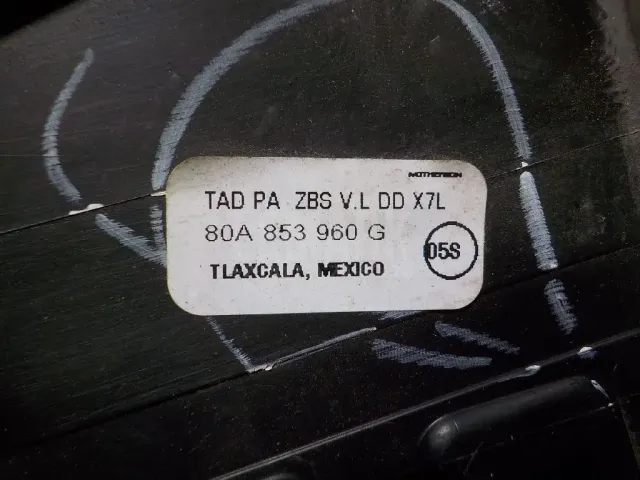 MOTHERSON
TAD PA ZBS V.L DD X7L
80A 853 960 G
05S
TLAXCALA, MEXICO